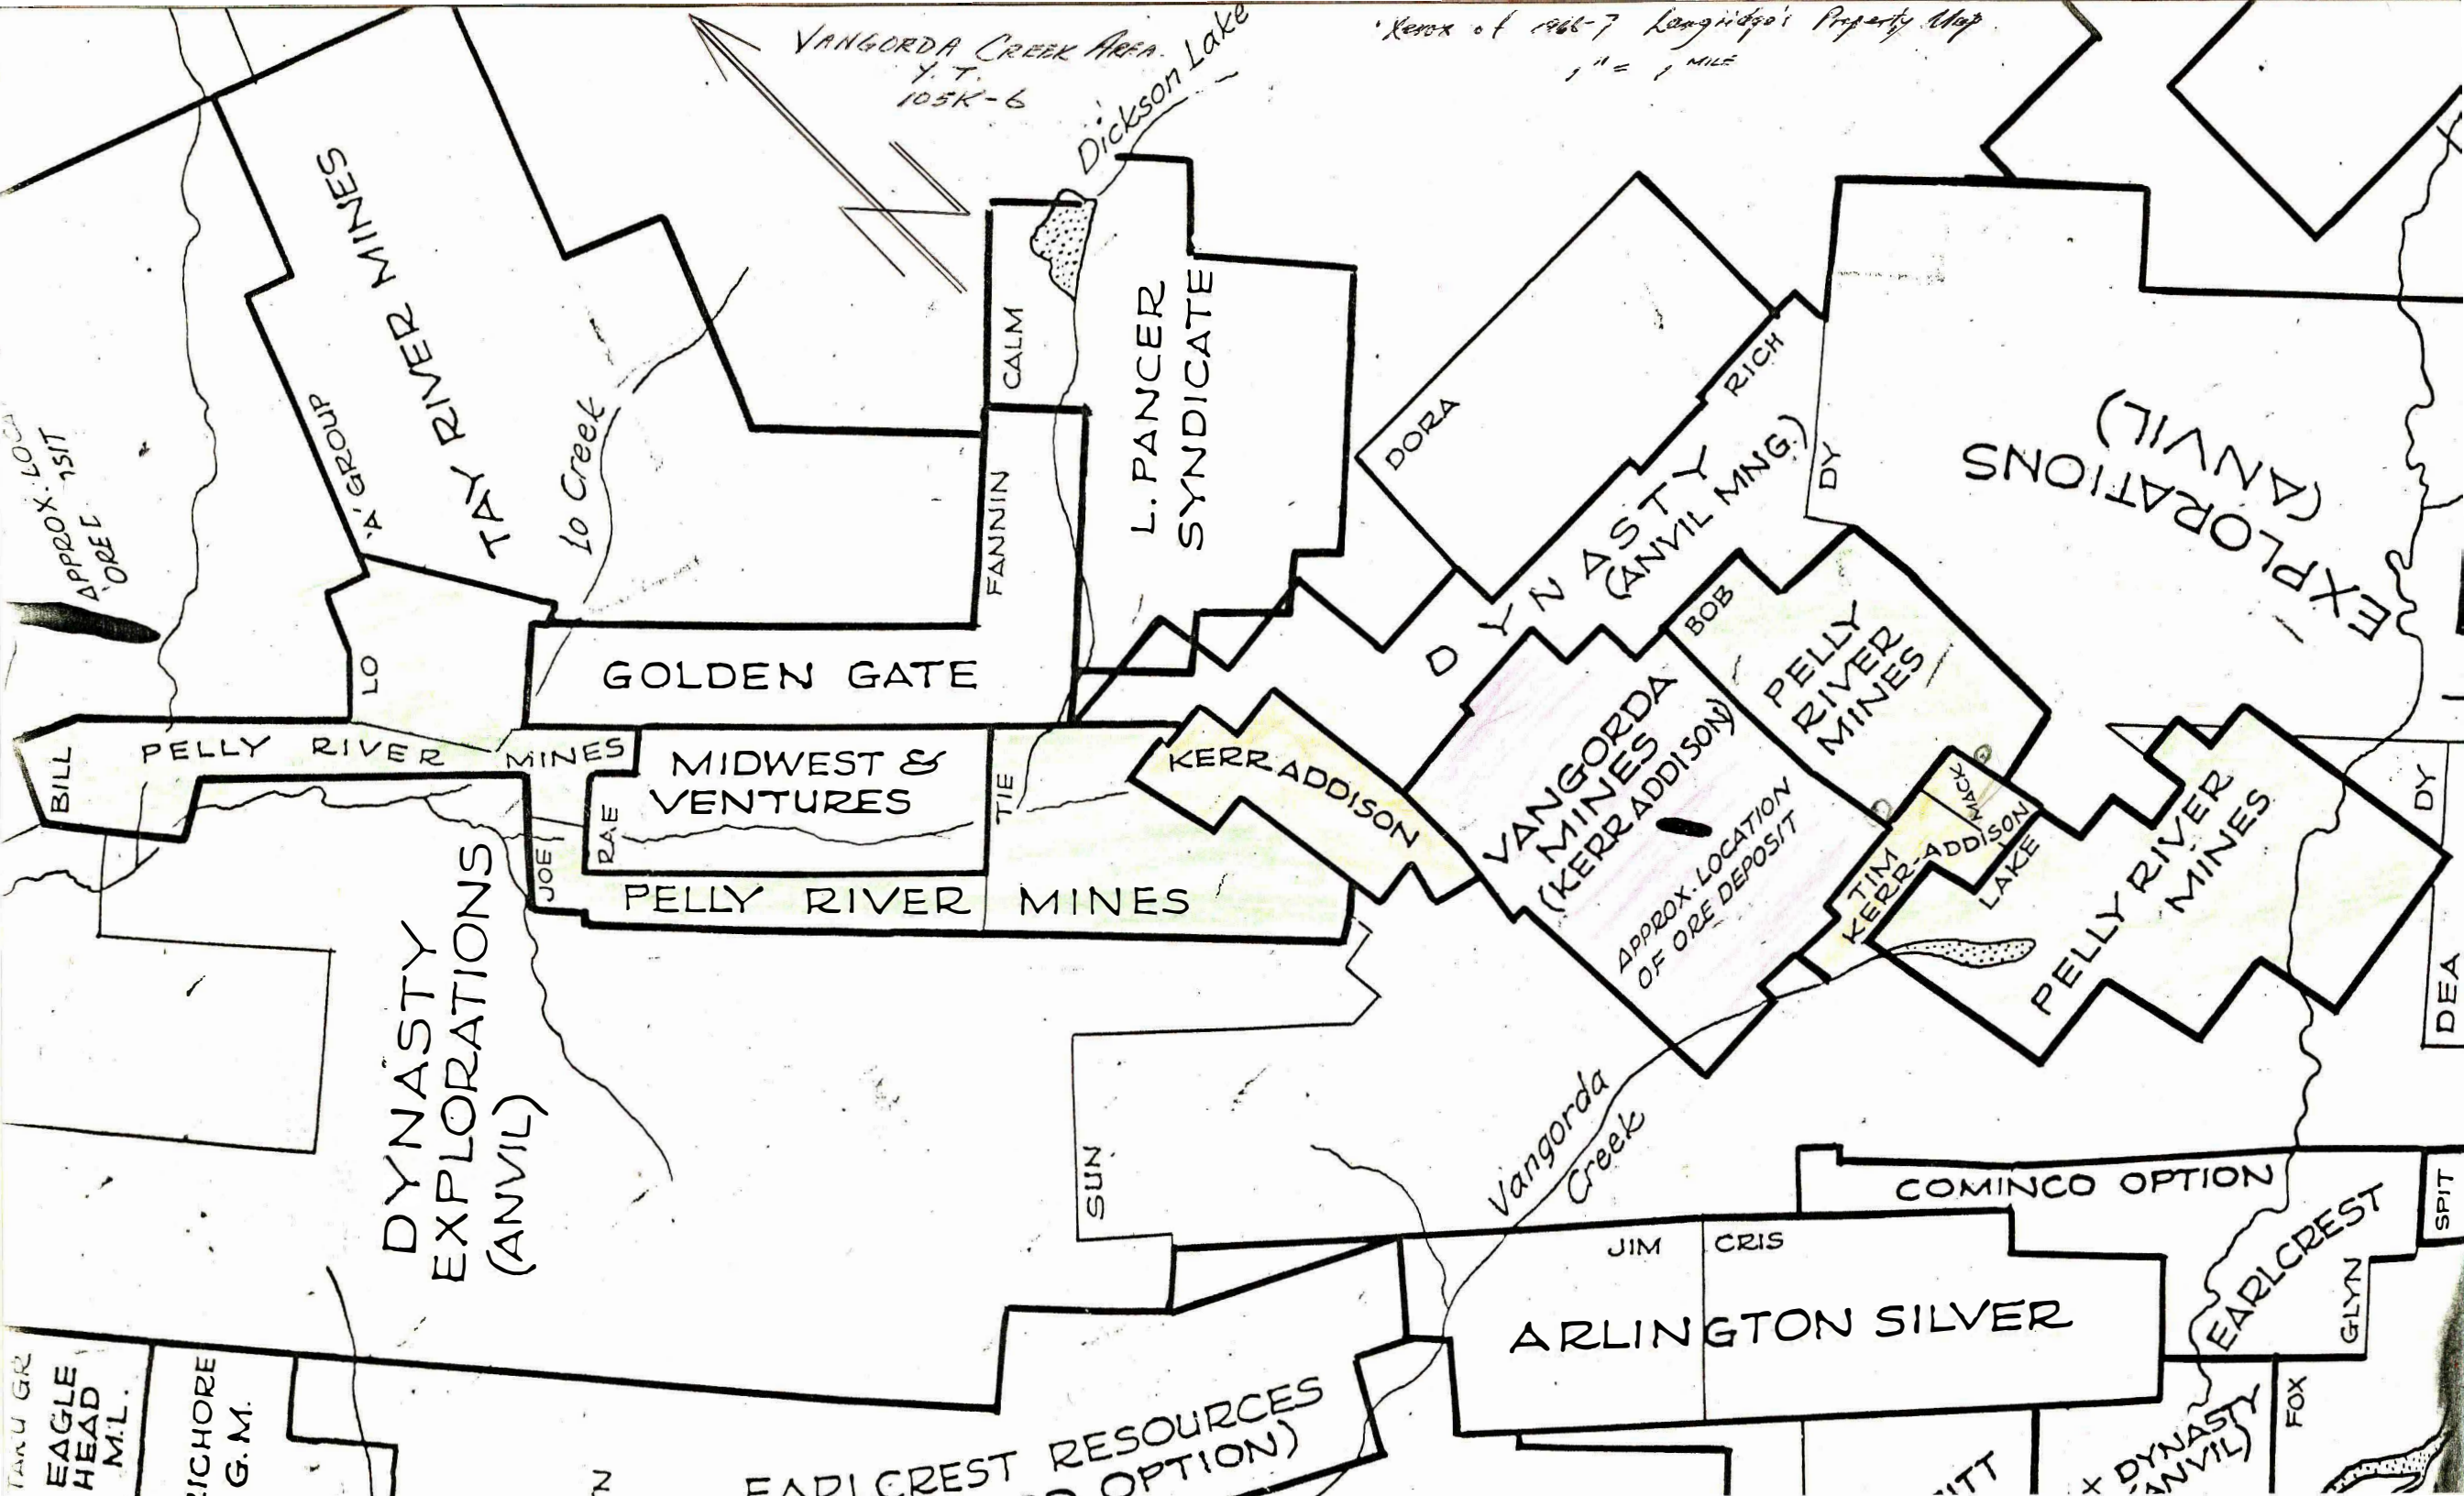 VANGORDA CREEK AREA.
Y. T.
105K-6
Xerox of Langridge's Property Map
1" = 1 MILE
Dickson Lake
TAY RIVER MINES
'A' GROUP
Lo Creek
CALM
FANNIN
L. PANCER
SYNDICATE
DORA
RICH
DYNASTY
(ANVIL MNG.)
DY
EXPLORATIONS
(ANVIL)
APPROX.
ORE
LO
GOLDEN GATE
BOB
PELLY
RIVER
MINES
BILL
PELLY RIVER MINES
MIDWEST &
VENTURES
TIE
RAE
JOE
PELLY RIVER MINES
KERR ADDISON
VANGORDA
MINES
(KERR ADDISON)
APPROX. LOCATION
OF ORE DEPOSIT
MACK
TIM
KERR-ADDISON
LAKE
PELLY RIVER
MINES
DY
DEA
DYNASTY
EXPLORATIONS
(ANVIL)
SUN
Vangorda
Creek
COMINCO OPTION
SPIT
EARLCREST
GLYN
JIM
CRIS
ARLINGTON SILVER
FOX
TAKU GR
EAGLE
HEAD
M.L.
RICHORE
G.M.
EARLCREST RESOURCES
OPTION)
DYNASTY
ANVIL)